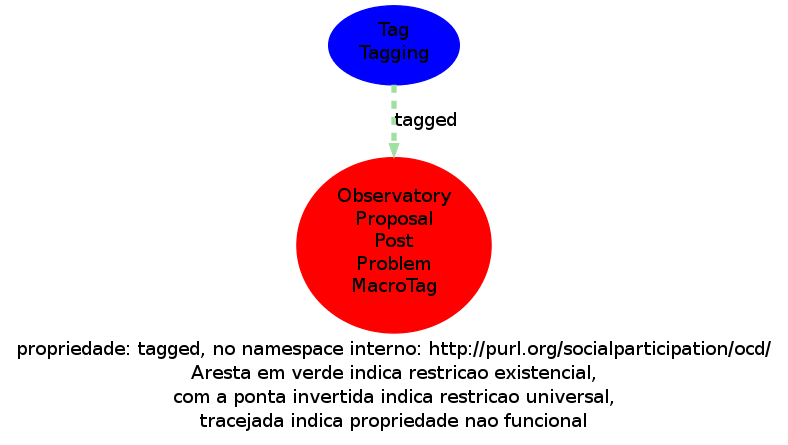 Tag
Tagging
tagged
Observatory
Proposal
Post
Problem
MacroTag
propriedade: tagged, no namespace interno: http://purl.org/socialparticipation/ocd/
Aresta em verde indica restricao existencial,
com a ponta invertida indica restricao universal,
tracejada indica propriedade nao funcional